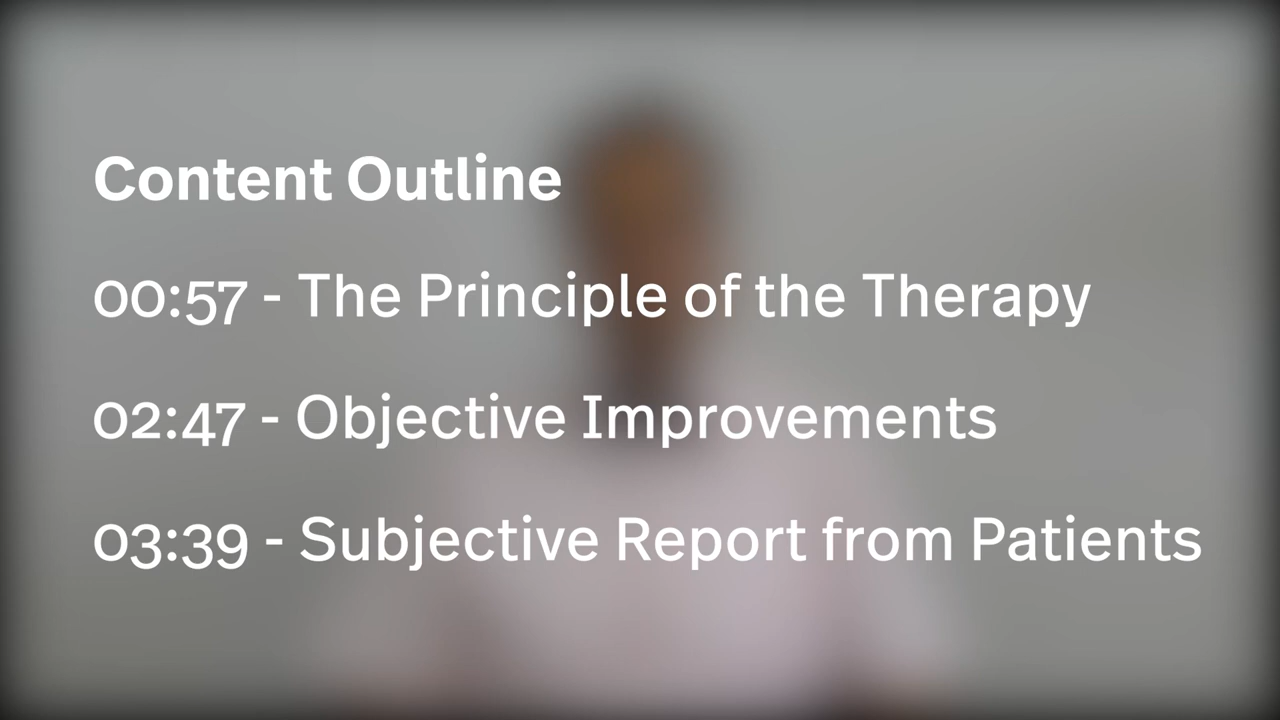 Content Outline
00:57 - The Principle of the Therapy
02:47 - Objective Improvements
03:39 - Subjective Report from Patients